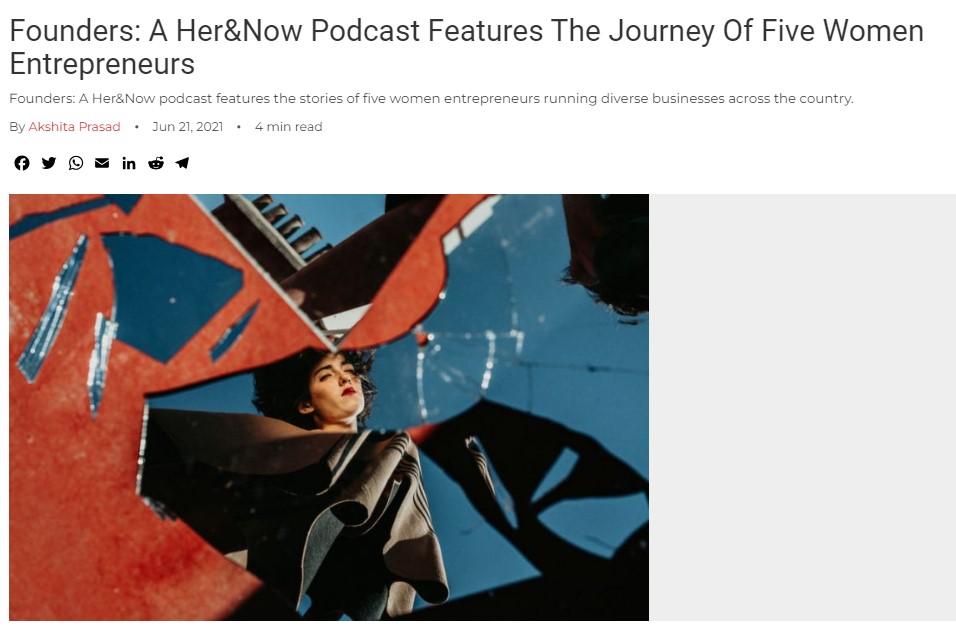 Founders: A Her&Now Podcast Features The Journey Of Five Women
Entrepreneurs
Founders: A Her&Now podcast features the stories of five women entrepreneurs running diverse businesses across the country.
By Akshita Prasad • Jun 21, 2021 • 4 min read